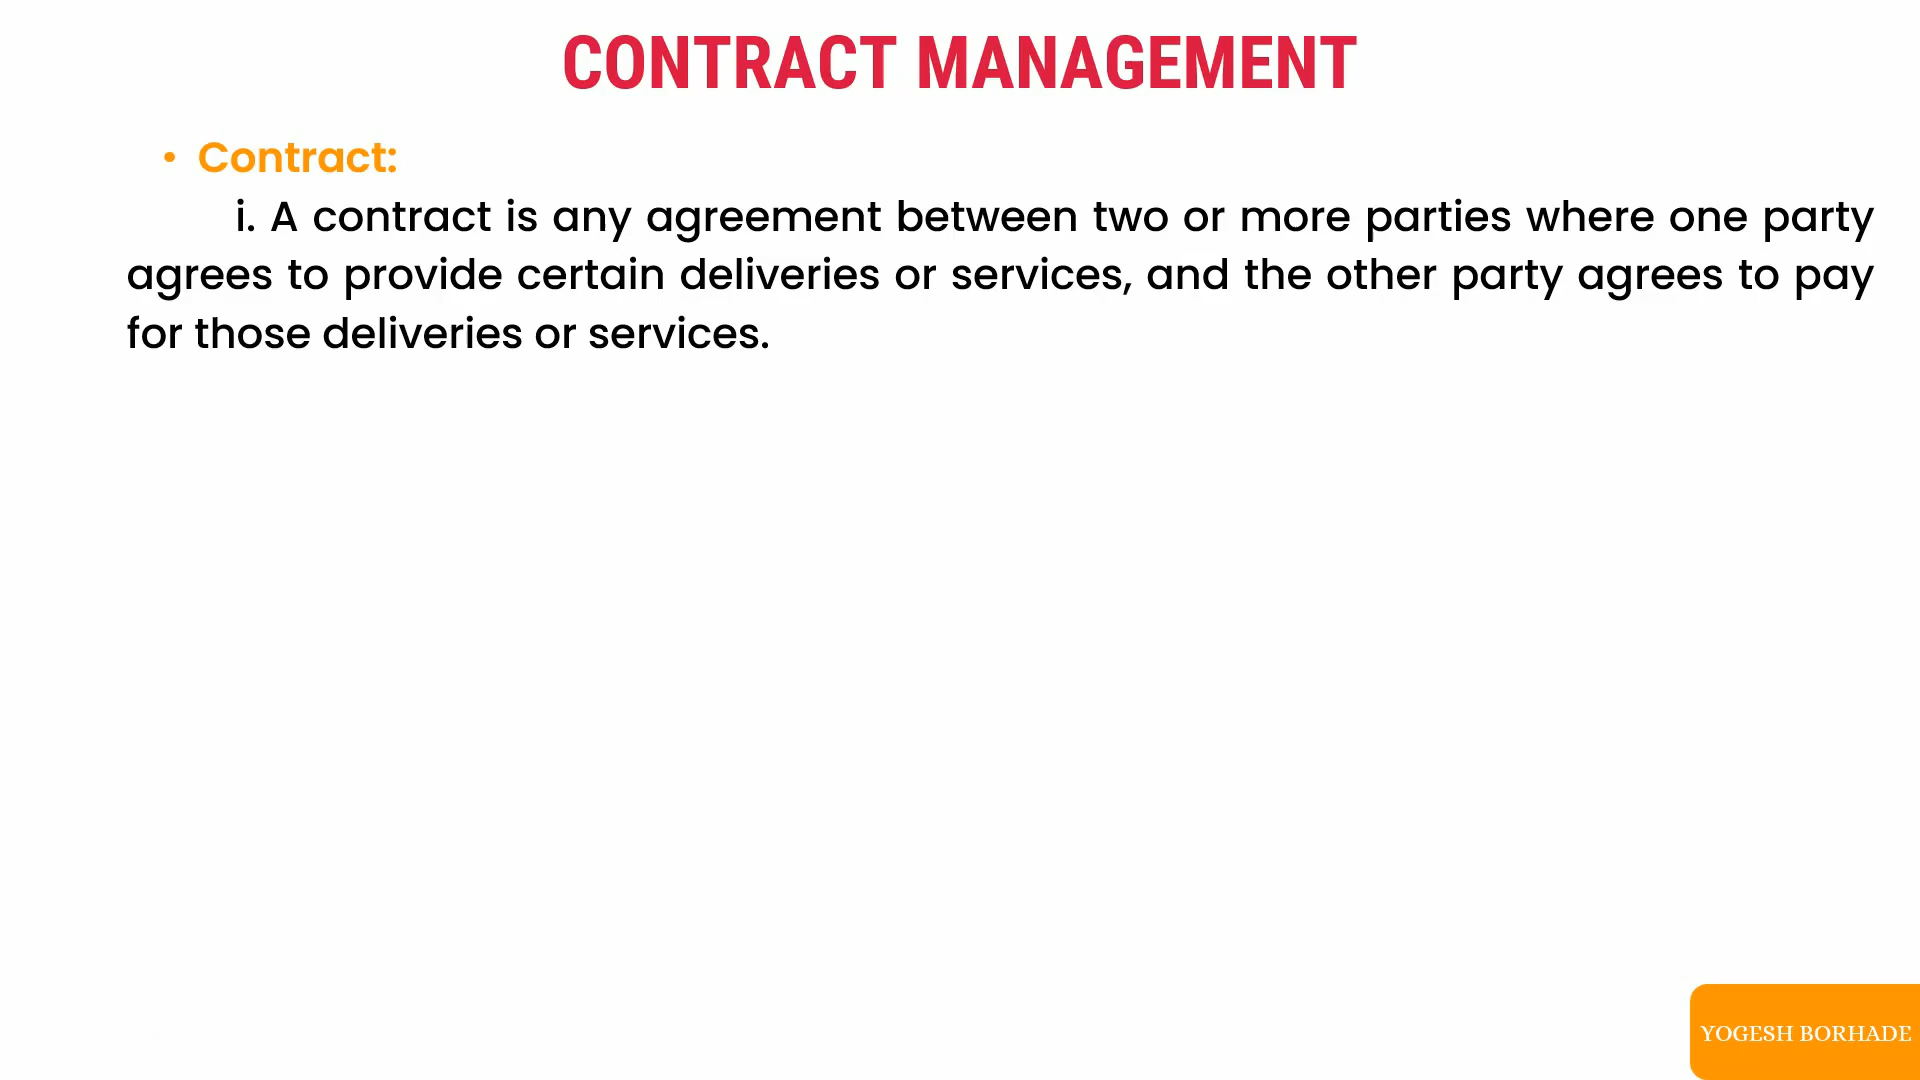 CONTRACT MANAGEMENT
• Contract:
i. A contract is any agreement between two or more parties where one party
agrees to provide certain deliveries or services, and the other party agrees to pay
for those deliveries or services.
YOGESH BORHADE